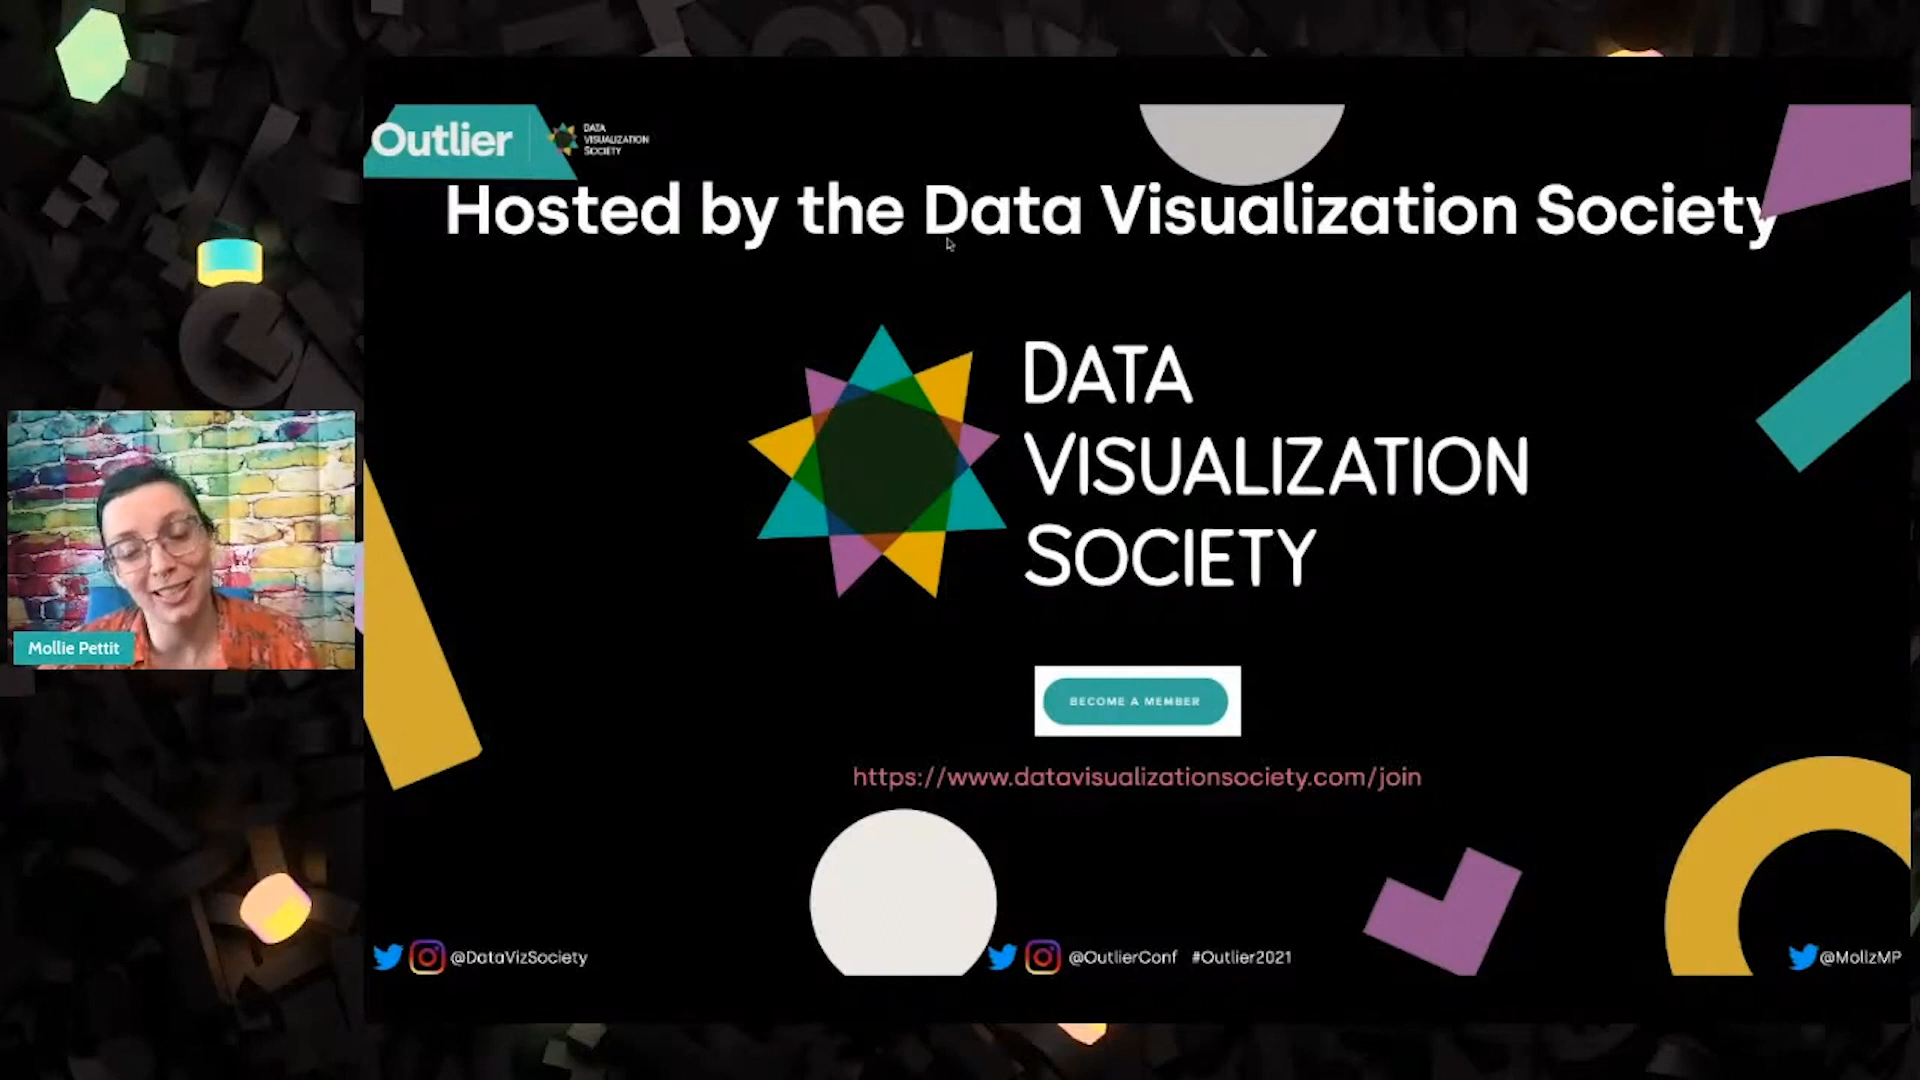 Outlier
DATA
VISUALIZATION
SOCIETY
Hosted by the Data Visualization Society
DATA
VISUALIZATION
SOCIETY
Mollie Pettit
BECOME A MEMBER
https://www.datavisualizationsociety.com/join
@DataVizSociety
@OutlierConf #Outlier2021
@MollzMP